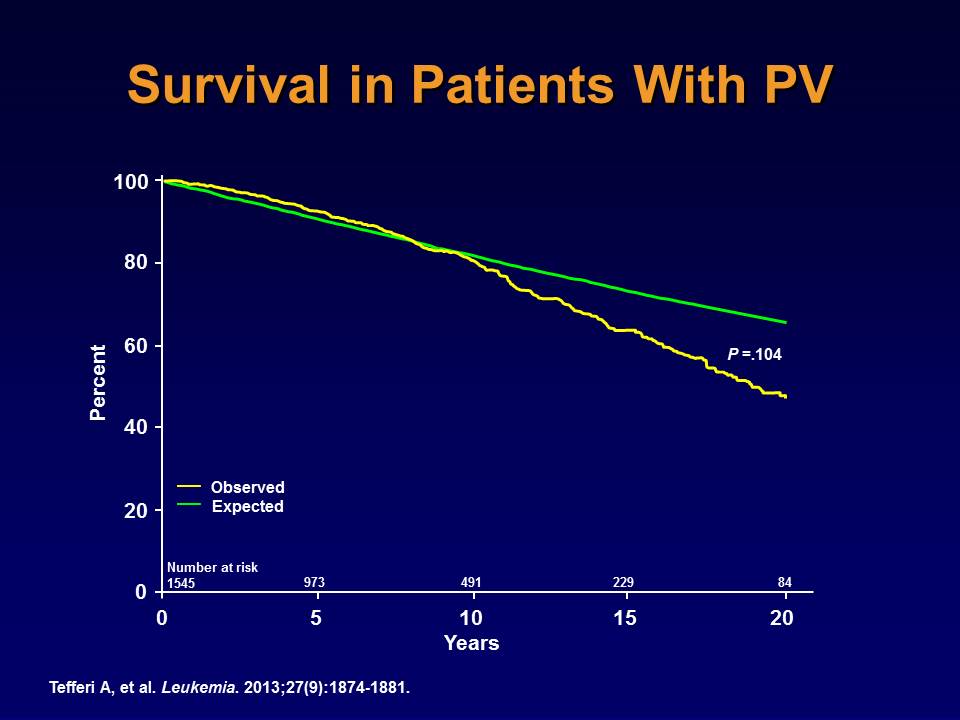 Survival in Patients With PV
100
80
60
40
20
0
Percent
P =.104
Observed
Expected
Number at risk
1545 973 491 229 84
0 5 10 15 20
Years
Tefferi A, et al. Leukemia. 2013;27(9):1874-1881.